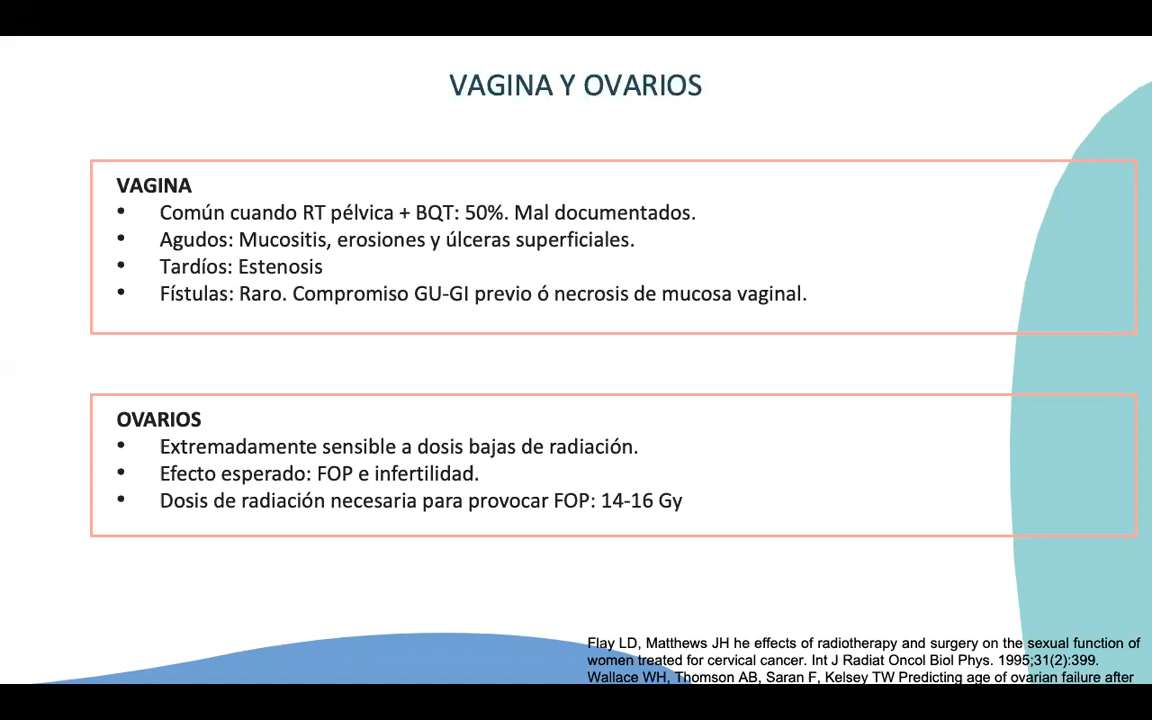 VAGINA Y OVARIOS
VAGINA
• Común cuando RT pélvica + BQT: 50%. Mal documentados.
• Agudos: Mucositis, erosiones y úlceras superficiales.
• Tardíos: Estenosis
• Fístulas: Raro. Compromiso GU-GI previo ó necrosis de mucosa vaginal.
OVARIOS
• Extremadamente sensible a dosis bajas de radiación.
• Efecto esperado: FOP e infertilidad.
• Dosis de radiación necesaria para provocar FOP: 14-16 Gy
Flay LD, Matthews JH he effects of radiotherapy and surgery on the sexual function of
women treated for cervical cancer. Int J Radiat Oncol Biol Phys. 1995;31(2):399.
Wallace WH, Thomson AB, Saran F, Kelsey TW Predicting age of ovarian failure after